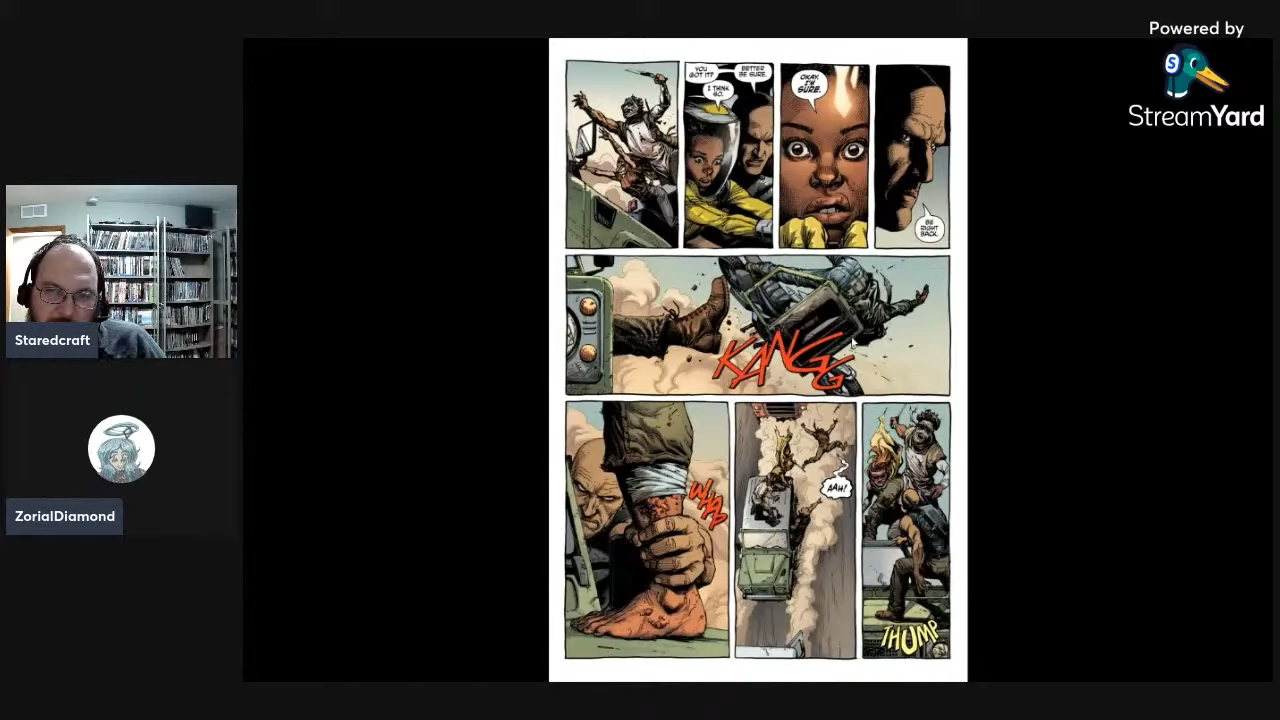 Powered by
S
StreamYard
YOU
GOT IT?
BETTER
BE SURE.
I THINK
SO.
OKAY.
I'M
SURE.
BE
RIGHT
BACK.
KANGG
WHAP
AAH!
THUMP
Staredcraft
ZorialDiamond